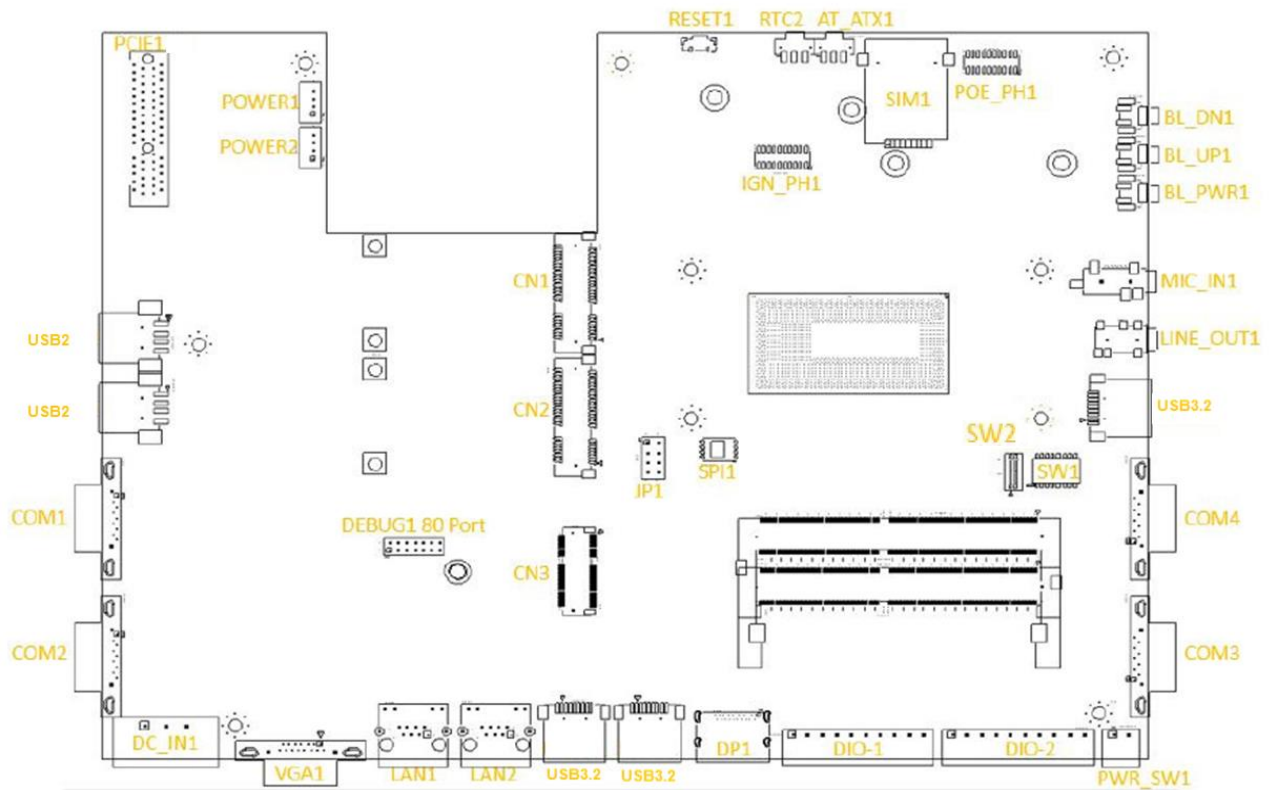 RESET1 RTC2 AT_ATX1
PCIE1
POWER1
SIM1
POE_PH1
BL_DN1
POWER2
BL_UP1
IGN_PH1
BL_PWR1
CN1
MIC_IN1
USB2
LINE_OUT1
USB2
CN2
USB3.2
SW2
JP1
SPI1
SW1
COM1
DEBUG1 80 Port
COM4
CN3
COM2
COM3
DC_IN1
VGA1
LAN1
LAN2
USB3.2
USB3.2
DP1
DIO-1
DIO-2
PWR_SW1